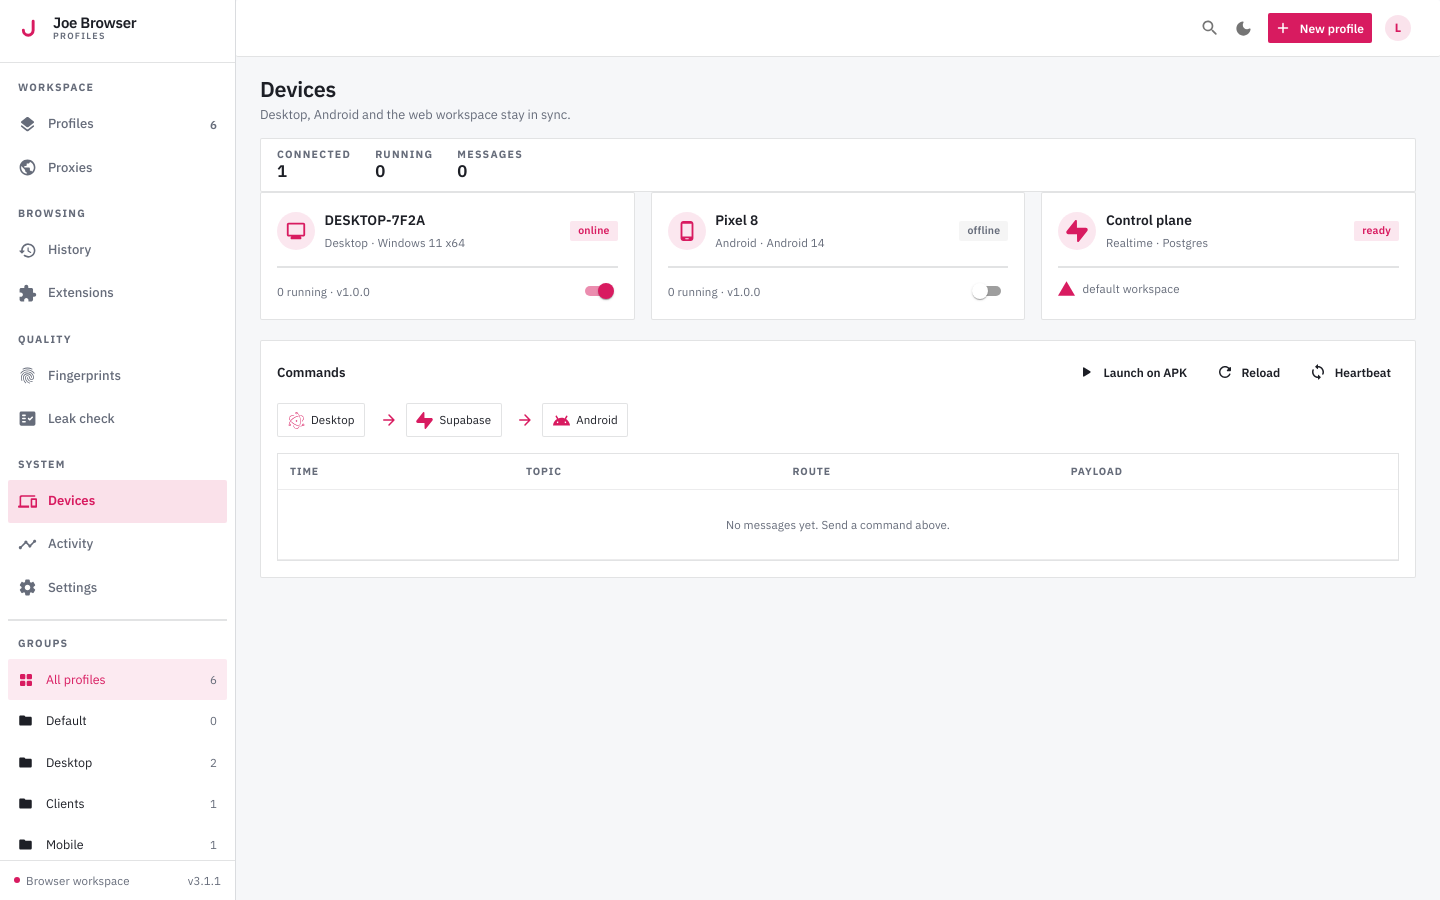 Joe Browser
PROFILES
New profile
L
WORKSPACE
Profiles 6
Proxies
BROWSING
History
Extensions
QUALITY
Fingerprints
Leak check
SYSTEM
Devices
Activity
Settings
GROUPS
All profiles 6
Default 0
Desktop 2
Clients 1
Mobile 1
Browser workspace v3.1.1
Devices
Desktop, Android and the web workspace stay in sync.
CONNECTED RUNNING MESSAGES
1 0 0
DESKTOP-7F2A
Desktop · Windows 11 x64
online
0 running · v1.0.0
Pixel 8
Android · Android 14
offline
0 running · v1.0.0
Control plane
Realtime · Postgres
ready
default workspace
Commands
Launch on APK Reload Heartbeat
Desktop Supabase Android
TIME TOPIC ROUTE PAYLOAD
No messages yet. Send a command above.